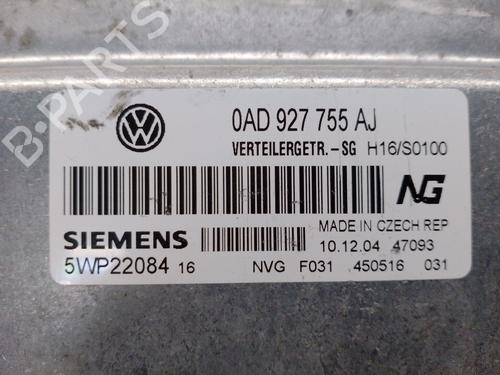 B-PARTS
0AD 927 755 AJ
VERTEILERGETR.-SG H16/S0100
NG
MADE IN CZECH REP
SIEMENS
10.12.04 47093
5WP22084 16
NVG F031 450516 031